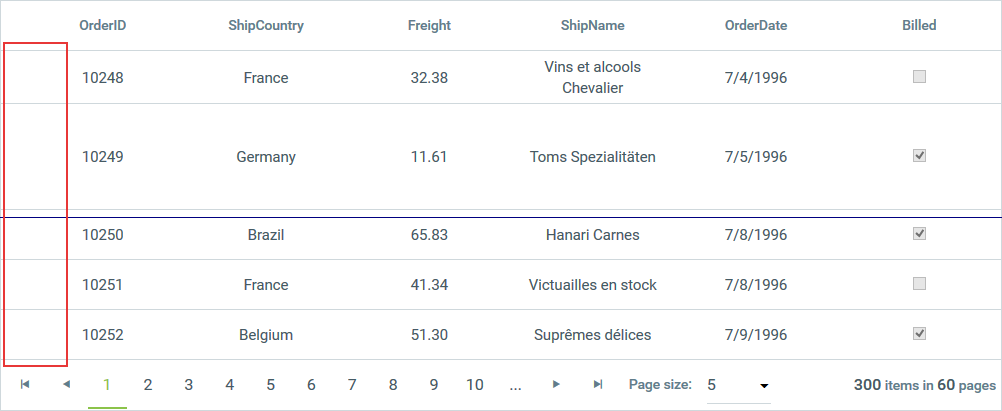 OrderID ShipCountry Freight ShipName OrderDate Billed
10248 France 32.38 Vins et alcools Chevalier 7/4/1996
10249 Germany 11.61 Toms Spezialitäten 7/5/1996
10250 Brazil 65.83 Hanari Carnes 7/8/1996
10251 France 41.34 Victuailles en stock 7/8/1996
10252 Belgium 51.30 Suprêmes délices 7/9/1996
1 2 3 4 5 6 7 8 9 10 ... Page size: 5 300 items in 60 pages